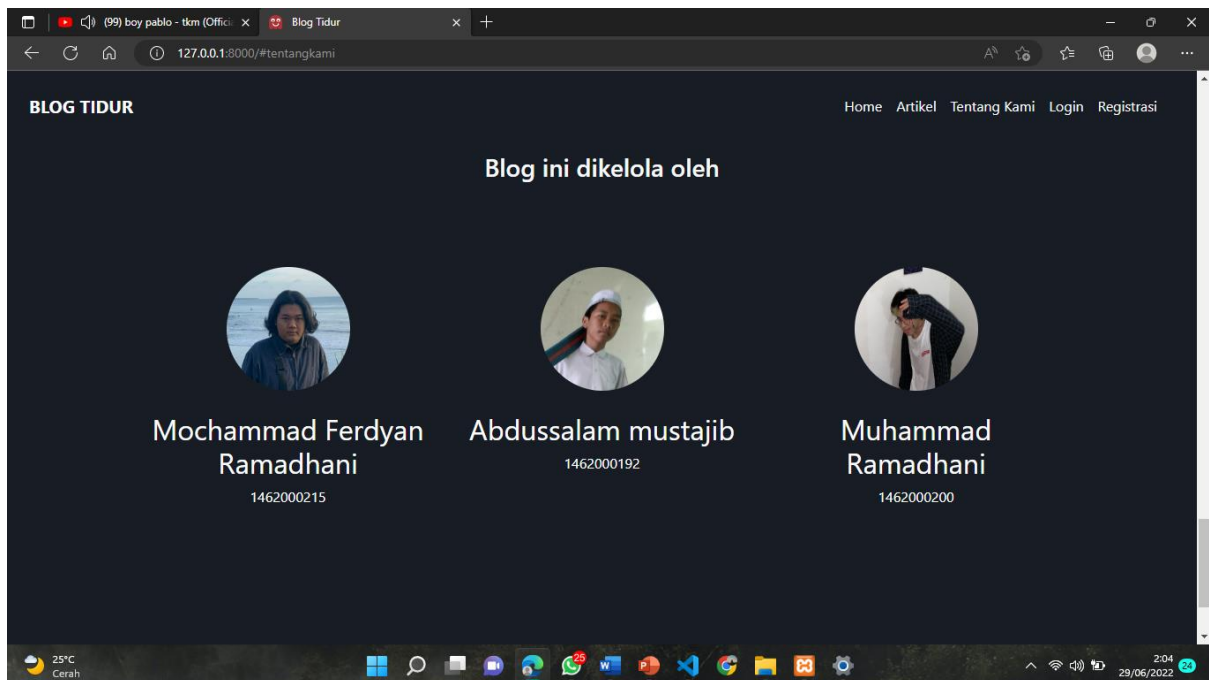 (99) boy pablo - tkm (Offici
Blog Tidur
127.0.0.1:8000/#tentangkami
BLOG TIDUR
Home Artikel Tentang Kami Login Registrasi
Blog ini dikelola oleh
Mochammad Ferdyan
Ramadhani
1462000215
Abdussalam mustajib
1462000192
Muhammad
Ramadhani
1462000200
25°C
Cerah
25
2:04
29/06/2022
24